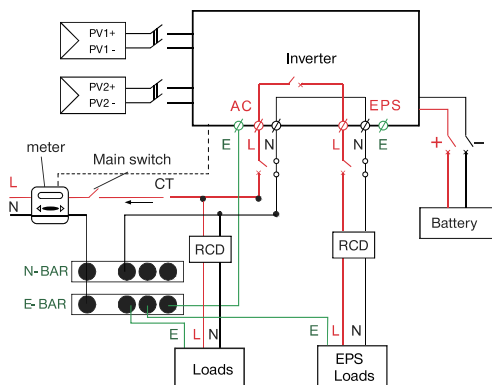 PV1+
PV1-
PV2+
PV2-
Inverter
AC
EPS
E
L
N
L
N
E
meter
Main switch
CT
L
N
+
-
Battery
RCD
RCD
N-BAR
E-BAR
E
L
N
E
L
N
Loads
EPS
Loads